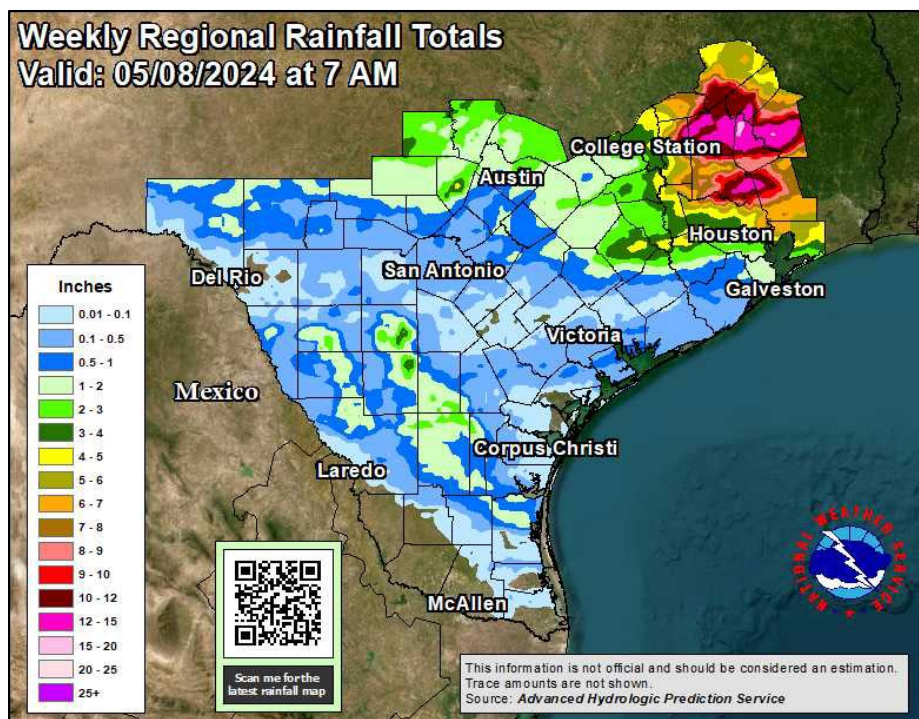 Weekly Regional Rainfall Totals
Valid: 05/08/2024 at 7 AM
College Station
Austin
Houston
Del Rio
San Antonio
Galveston
Victoria
Mexico
Corpus Christi
Laredo
McAllen
Inches
0.01 - 0.1
0.1 - 0.5
0.5 - 1
1 - 2
2 - 3
3 - 4
4 - 5
5 - 6
6 - 7
7 - 8
8 - 9
9 - 10
10 - 12
12 - 15
15 - 20
20 - 25
25+
Scan me for the
latest rainfall map
NATIONAL WEATHER SERVICE
This information is not official and should be considered an estimation.
Trace amounts are not shown.
Source: Advanced Hydrologic Prediction Service